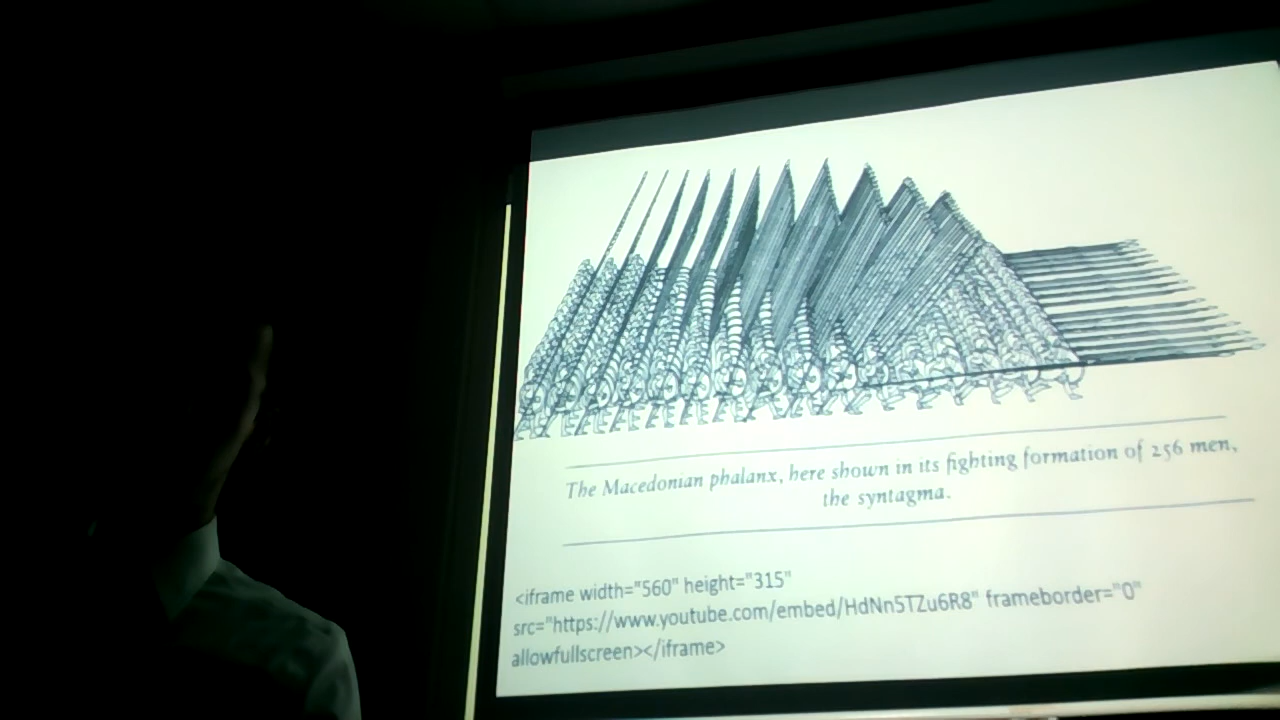 The Macedonian phalanx, here shown in its fighting formation of 256 men,
the syntagma.
<iframe width="560" height="315"
src="https://www.youtube.com/embed/HdNn5TZu6R8" frameborder="0"
allowfullscreen></iframe>